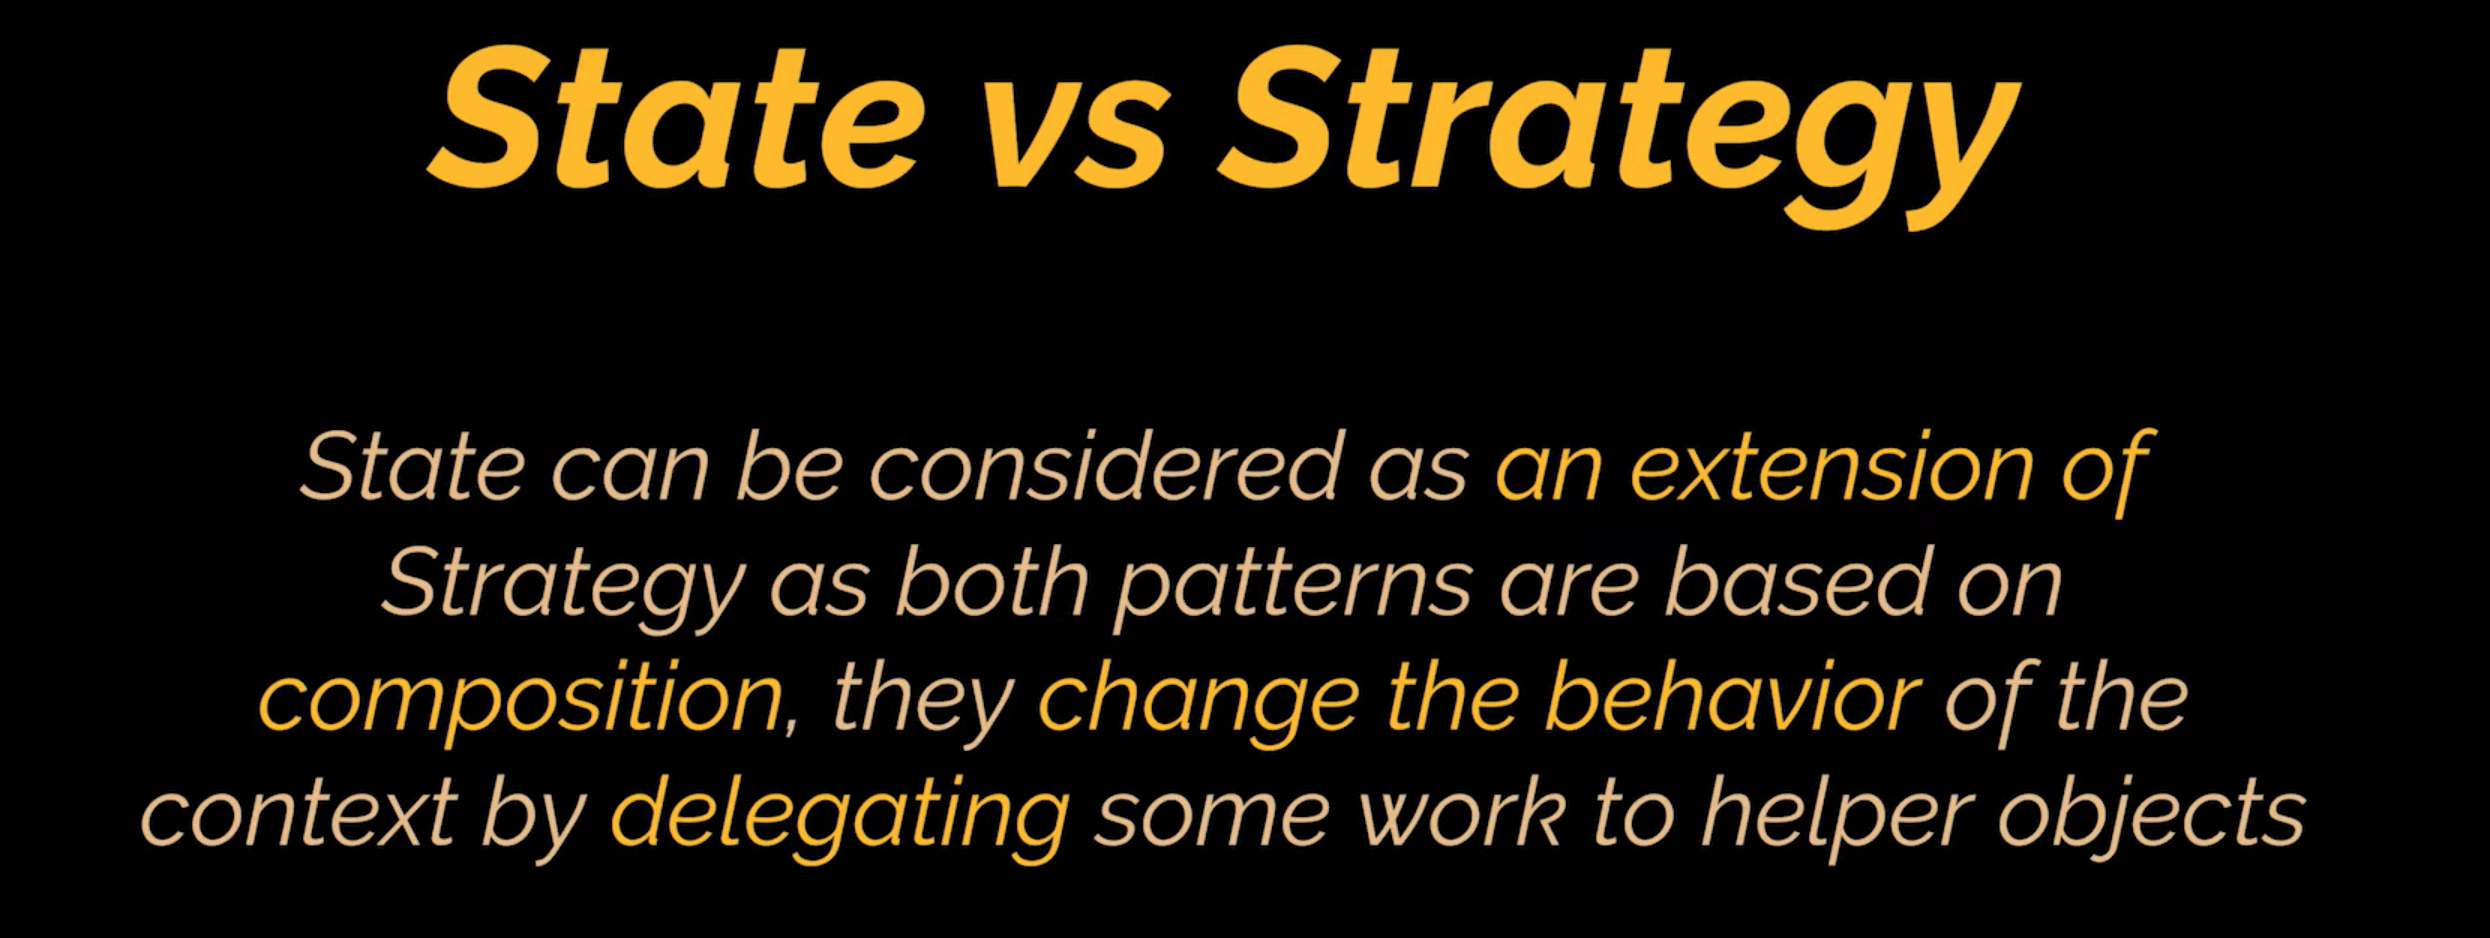 State vs Strategy
State can be considered as an extension of
Strategy as both patterns are based on
composition, they change the behavior of the
context by delegating some work to helper objects